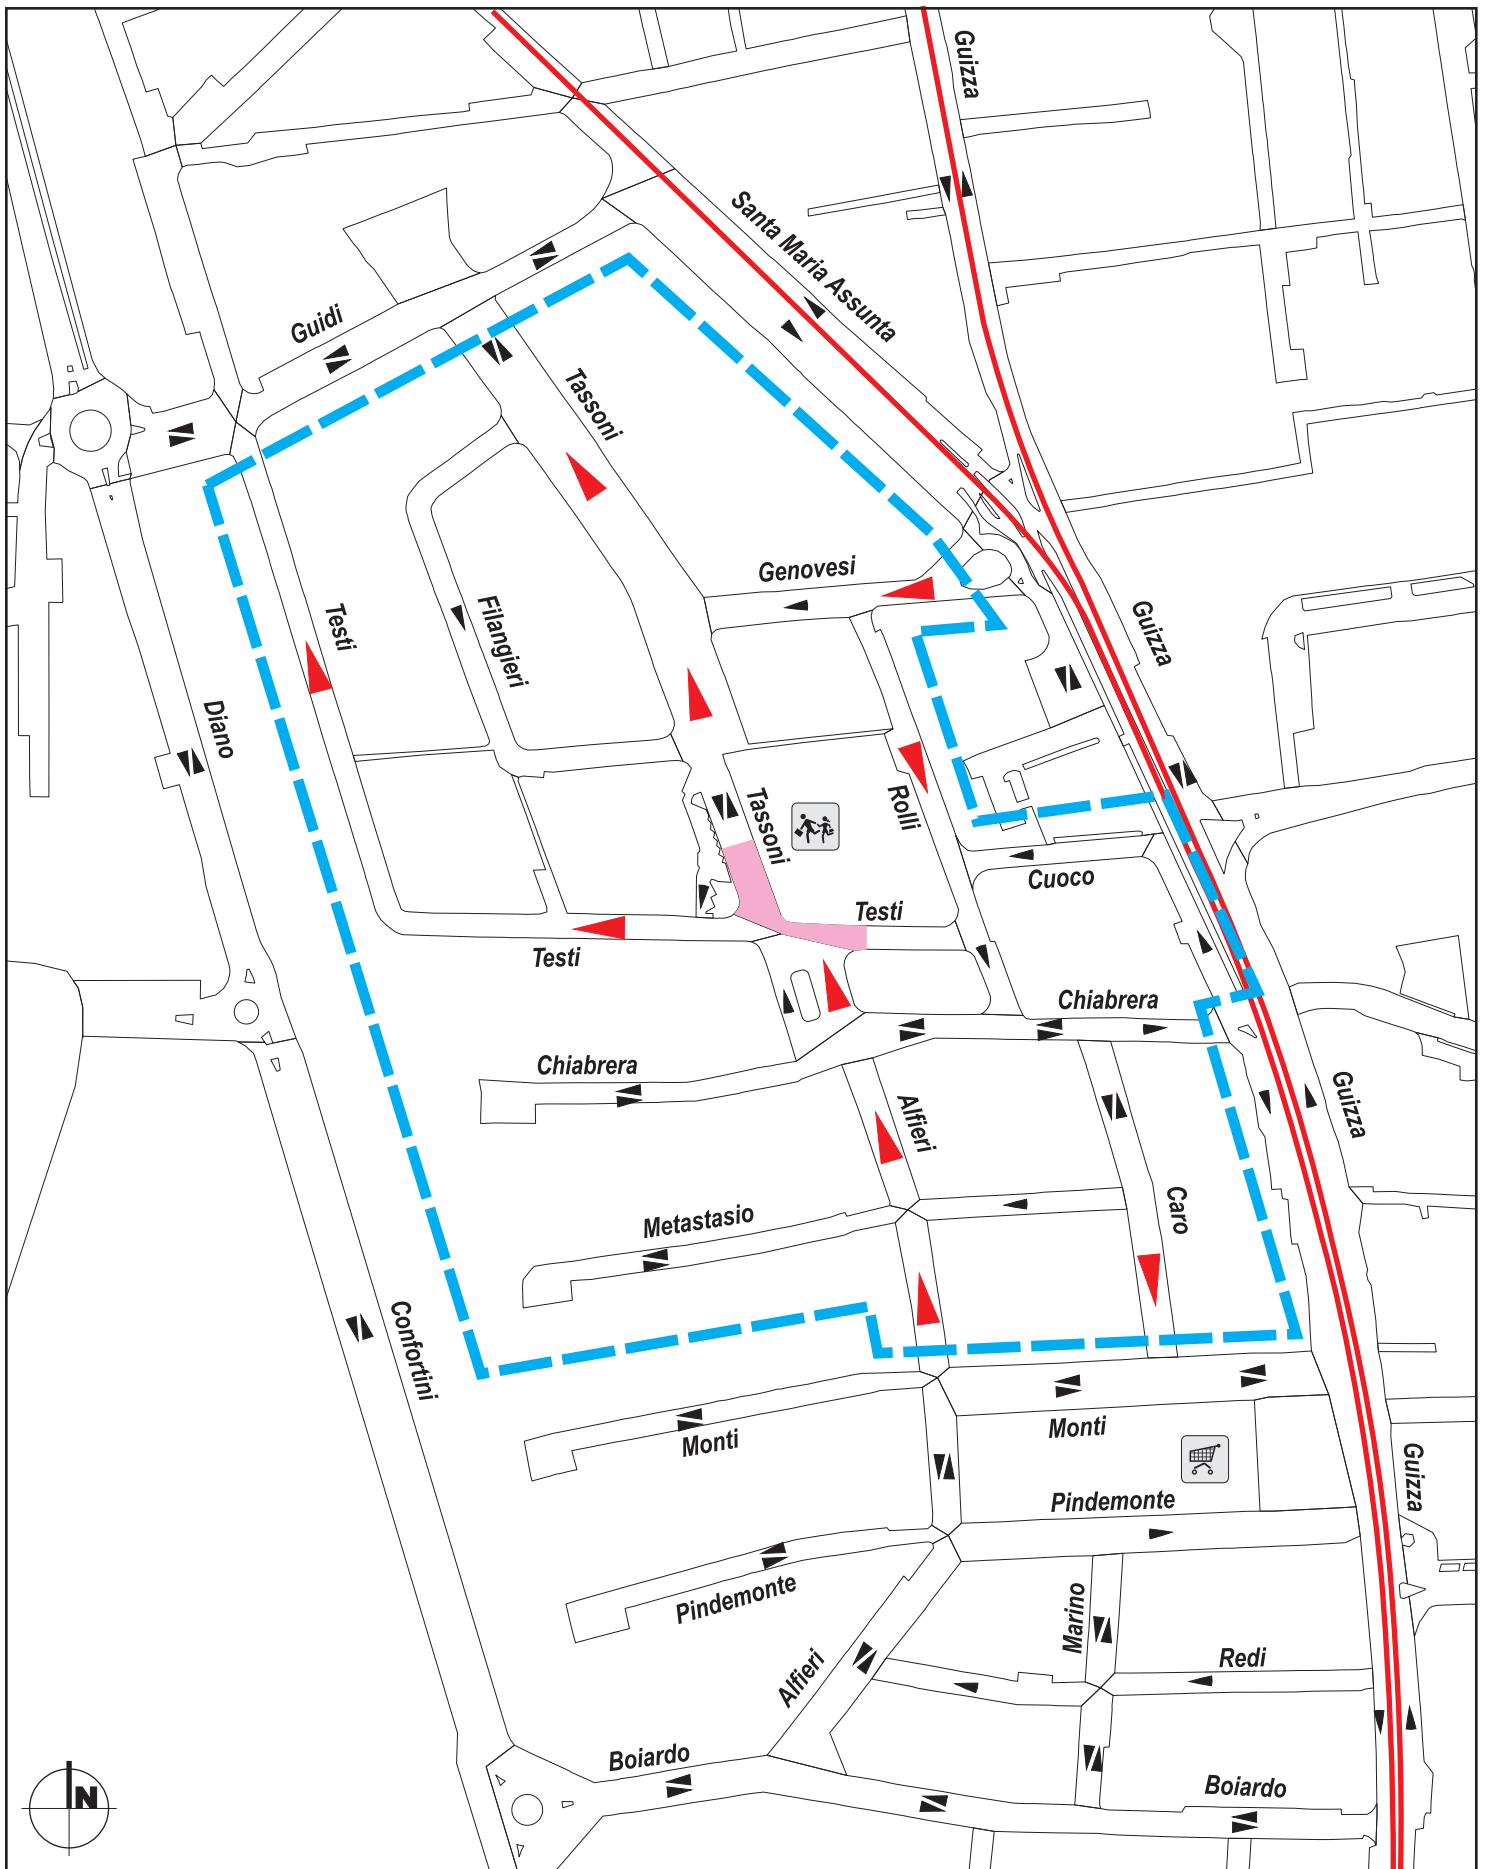 Guizza
Santa Maria Assunta
Guidi
Tassoni
Genovesi
Filangieri
Testi
Guizza
Diano
Tassoni
Rolli
Cuoco
Testi
Testi
Chiabrera
Chiabrera
Alfieri
Guizza
Caro
Metastasio
Confortini
Monti
Monti
Guizza
Pindemonte
Pindemonte
Marino
Redi
Alfieri
Boiardo
Boiardo
N